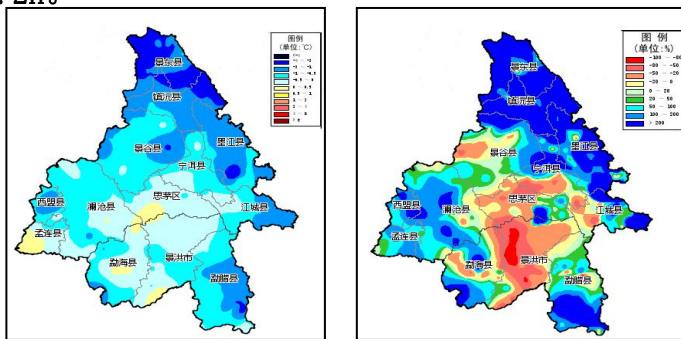 图例
(单位:℃)
景东县
镇沅县
景谷县
墨江县
宁洱县
西盟县
澜沧县
思茅区
江城县
孟连县
勐海县
景洪市
勐腊县
图 例
(单位:%)
-100 -80
-80 -50
-50 -20
-20 0
0 20
20 50
50 100
100 200
> 200
景东县
镇沅县
景谷县
墨江县
宁洱县
西盟县
澜沧县
思茅区
江城县
孟连县
勐海县
景洪市
勐腊县